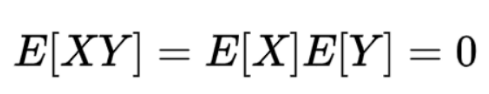 E[XY] = E[X]E[Y] = 0